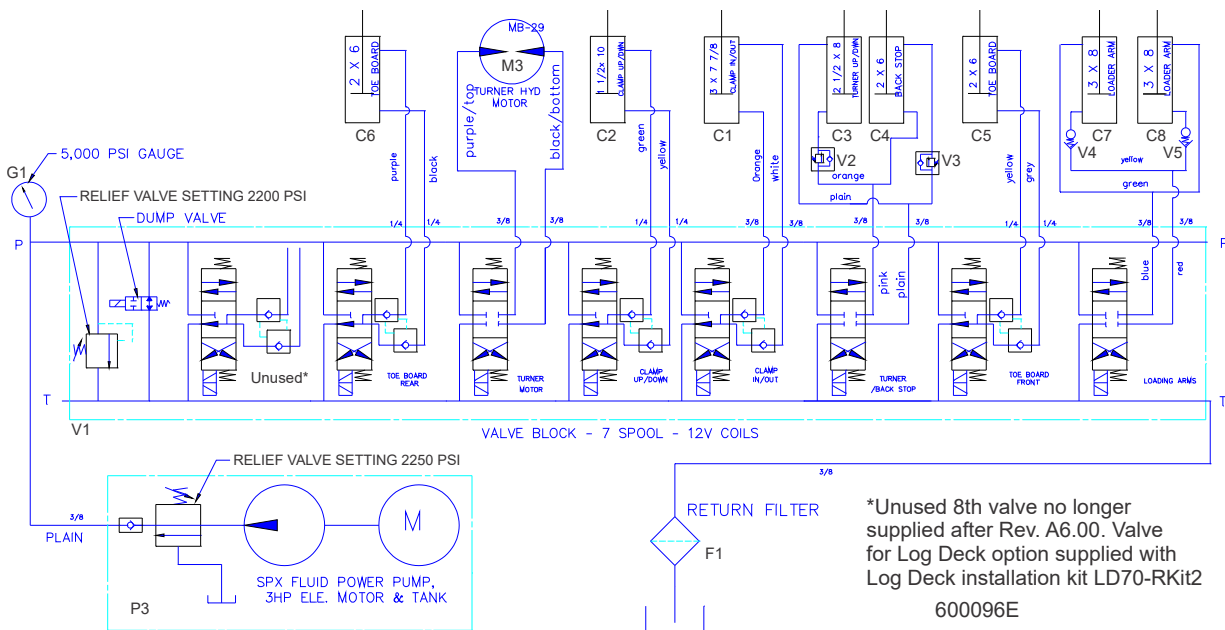 MB-29
M3
TURNER HYD
MOTOR
2 X 6
TOE BOARD
C6
1 1/2x 10
CLAMP UP/DWN
C2
3 X 7 7/8
CLAMP IN/OUT
C1
2 1/2 X 8
TURNER UP/DWN
C3
2 X 6
BACK STOP
C4
2 X 6
TOE BOARD
C5
3 X 8
LOADER ARM
C7
3 X 8
LOADER ARM
C8
G1
5,000 PSI GAUGE
RELIEF VALVE SETTING 2200 PSI
DUMP VALVE
purple
black
purple/top
black/bottom
green
yellow
Orange
white
V2
V3
orange
plain
yellow
grey
V4
V5
yellow
green
1/4
1/4
3/8
3/8
1/4
1/4
1/4
3/8
3/8
3/8
1/4
1/4
3/8
3/8
P
P
pink
plain
blue
red
Unused*
TOE BOARD
REAR
TURNER
MOTOR
CLAMP
UP/DOWN
CLAMP
IN/OUT
TURNER
/BACK STOP
TOE BOARD
FRONT
LOADING ARMS
T
T
V1
VALVE BLOCK - 7 SPOOL - 12V COILS
RELIEF VALVE SETTING 2250 PSI
3/8
PLAIN
M
SPX FLUID POWER PUMP,
3HP ELE. MOTOR & TANK
P3
3/8
RETURN FILTER
F1
*Unused 8th valve no longer
supplied after Rev. A6.00. Valve
for Log Deck option supplied with
Log Deck installation kit LD70-RKit2
600096E